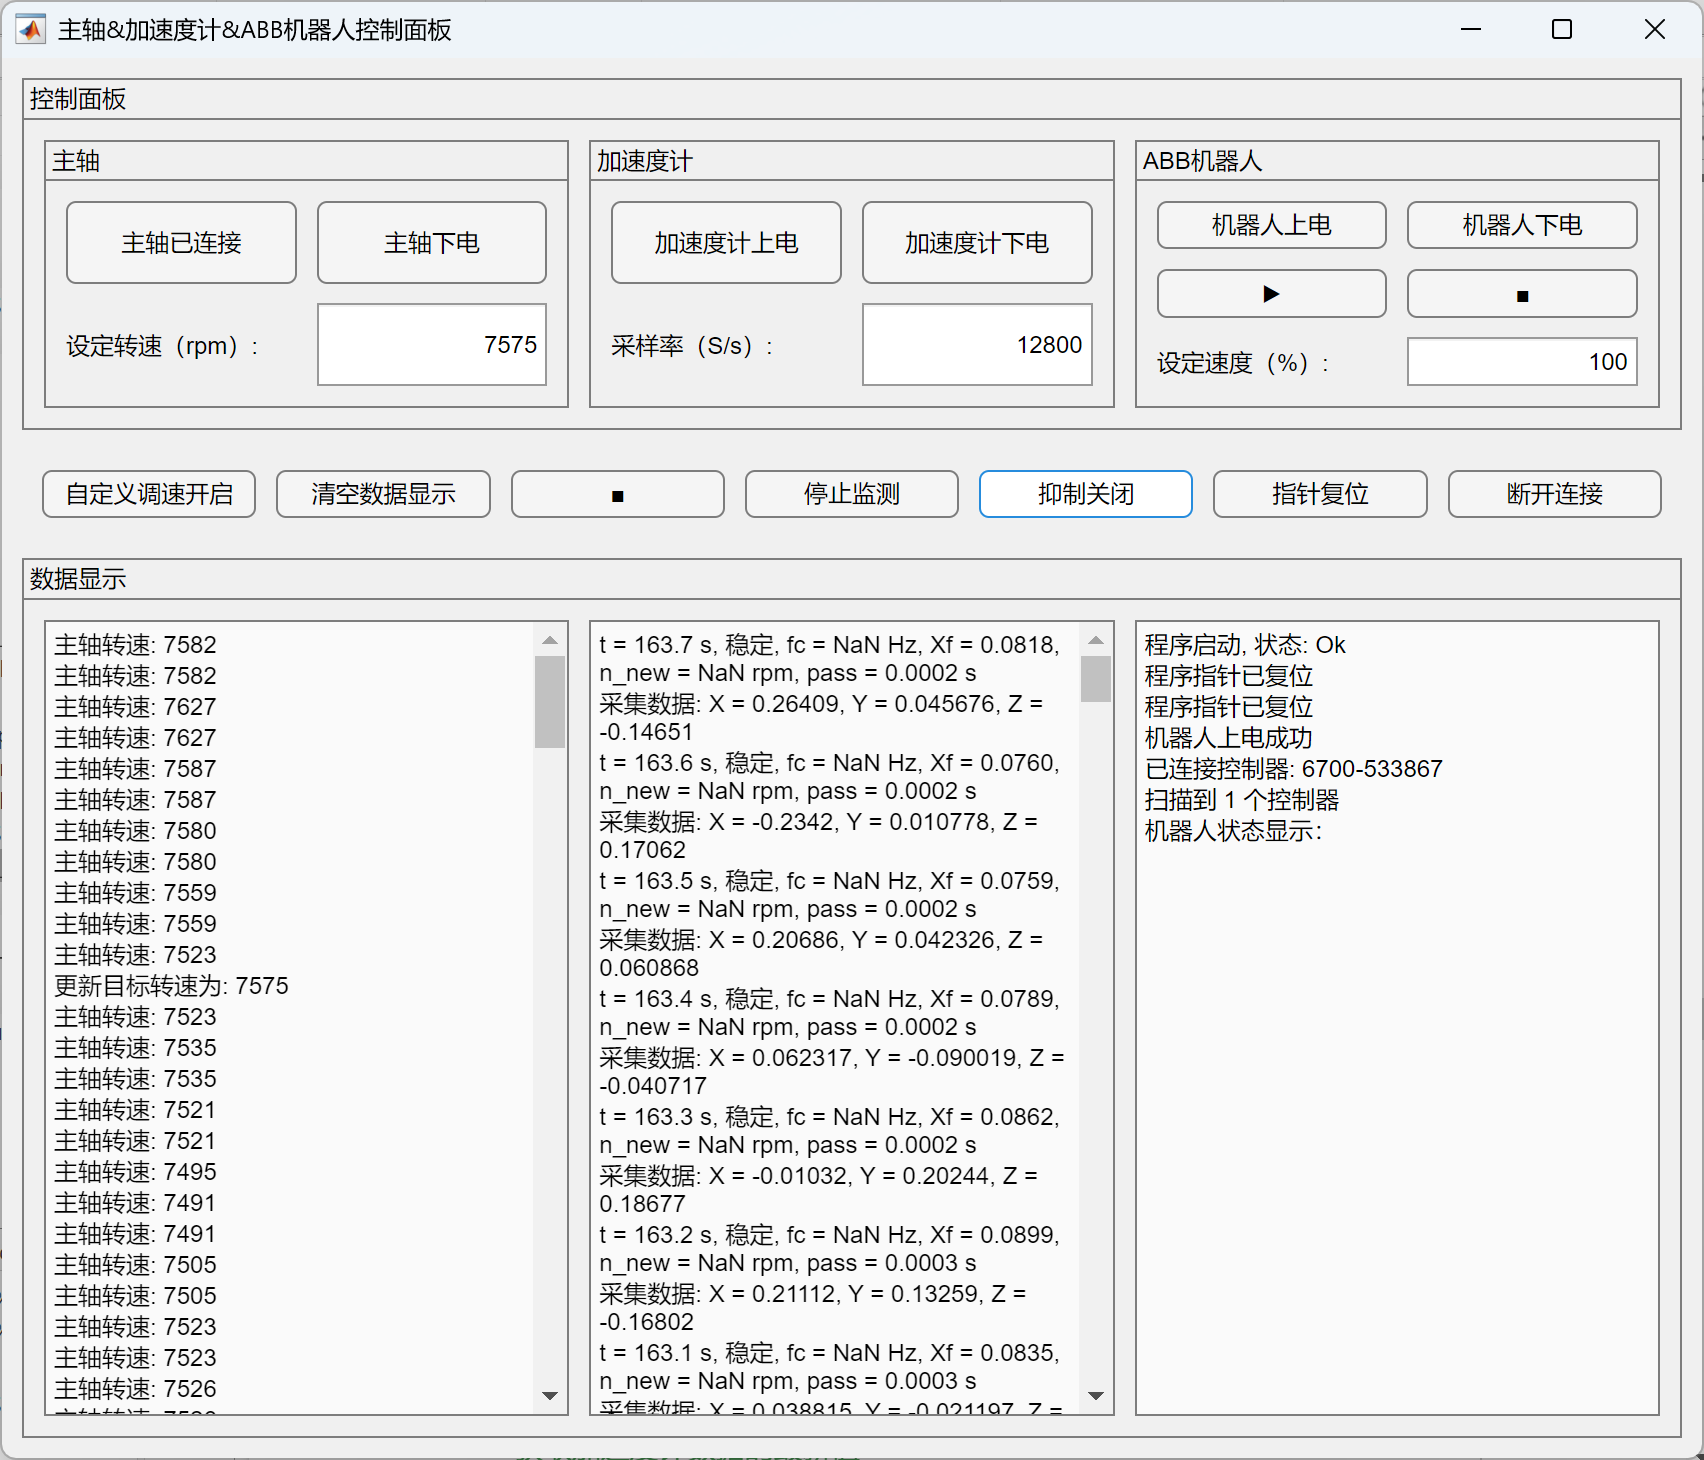 主轴&加速度计&ABB机器人控制面板
控制面板
主轴
主轴已连接
主轴下电
设定转速（rpm）:
7575
加速度计
加速度计上电
加速度计下电
采样率（S/s）:
12800
ABB机器人
机器人上电
机器人下电
▶
■
设定速度（%）:
100
自定义调速开启
清空数据显示
■
停止监测
抑制关闭
指针复位
断开连接
数据显示
主轴转速: 7582
主轴转速: 7582
主轴转速: 7627
主轴转速: 7627
主轴转速: 7587
主轴转速: 7587
主轴转速: 7580
主轴转速: 7580
主轴转速: 7559
主轴转速: 7559
主轴转速: 7523
更新目标转速为: 7575
主轴转速: 7523
主轴转速: 7535
主轴转速: 7535
主轴转速: 7521
主轴转速: 7521
主轴转速: 7495
主轴转速: 7491
主轴转速: 7491
主轴转速: 7505
主轴转速: 7505
主轴转速: 7523
主轴转速: 7523
主轴转速: 7526
t = 163.7 s, 稳定, fc = NaN Hz, Xf = 0.0818,
n_new = NaN rpm, pass = 0.0002 s
采集数据: X = 0.26409, Y = 0.045676, Z =
-0.14651
t = 163.6 s, 稳定, fc = NaN Hz, Xf = 0.0760,
n_new = NaN rpm, pass = 0.0002 s
采集数据: X = -0.2342, Y = 0.010778, Z =
0.17062
t = 163.5 s, 稳定, fc = NaN Hz, Xf = 0.0759,
n_new = NaN rpm, pass = 0.0002 s
采集数据: X = 0.20686, Y = 0.042326, Z =
0.060868
t = 163.4 s, 稳定, fc = NaN Hz, Xf = 0.0789,
n_new = NaN rpm, pass = 0.0002 s
采集数据: X = 0.062317, Y = -0.090019, Z =
-0.040717
t = 163.3 s, 稳定, fc = NaN Hz, Xf = 0.0862,
n_new = NaN rpm, pass = 0.0002 s
采集数据: X = -0.01032, Y = 0.20244, Z =
0.18677
t = 163.2 s, 稳定, fc = NaN Hz, Xf = 0.0899,
n_new = NaN rpm, pass = 0.0003 s
采集数据: X = 0.21112, Y = 0.13259, Z =
-0.16802
t = 163.1 s, 稳定, fc = NaN Hz, Xf = 0.0835,
n_new = NaN rpm, pass = 0.0003 s
采集数据: X = 0.038815, Y = -0.021197, Z =
程序启动, 状态: Ok
程序指针已复位
程序指针已复位
机器人上电成功
已连接控制器: 6700-533867
扫描到 1 个控制器
机器人状态显示: